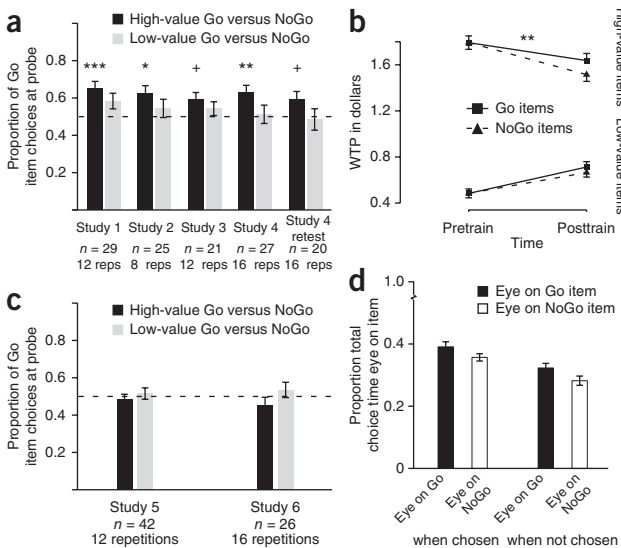 a
High-value Go versus NoGo
Low-value Go versus NoGo
Proportion of Go
item choices at probe
0.8
0.6
0.4
0.2
***
*
+
**
+
Study 1
n = 29
12 reps
Study 2
n = 25
8 reps
Study 3
n = 21
12 reps
Study 4
n = 27
16 reps
Study 4
retest
n = 20
16 reps
b
WTP in dollars
1.6
1.2
0.8
0.4
**
Go items
NoGo items
High-value items
Low-value items
Pretrain
Posttrain
Time
c
High-value Go versus NoGo
Low-value Go versus NoGo
Proportion of Go
item choices at probe
0.8
0.6
0.4
0.2
Study 5
n = 42
12 repetitions
Study 6
n = 26
16 repetitions
d
Eye on Go item
Eye on NoGo item
Proportion total
choice time eye on item
1.0
0.4
0.2
0
Eye on Go
Eye on
NoGo
Eye on Go
Eye on
NoGo
when chosen
when not chosen